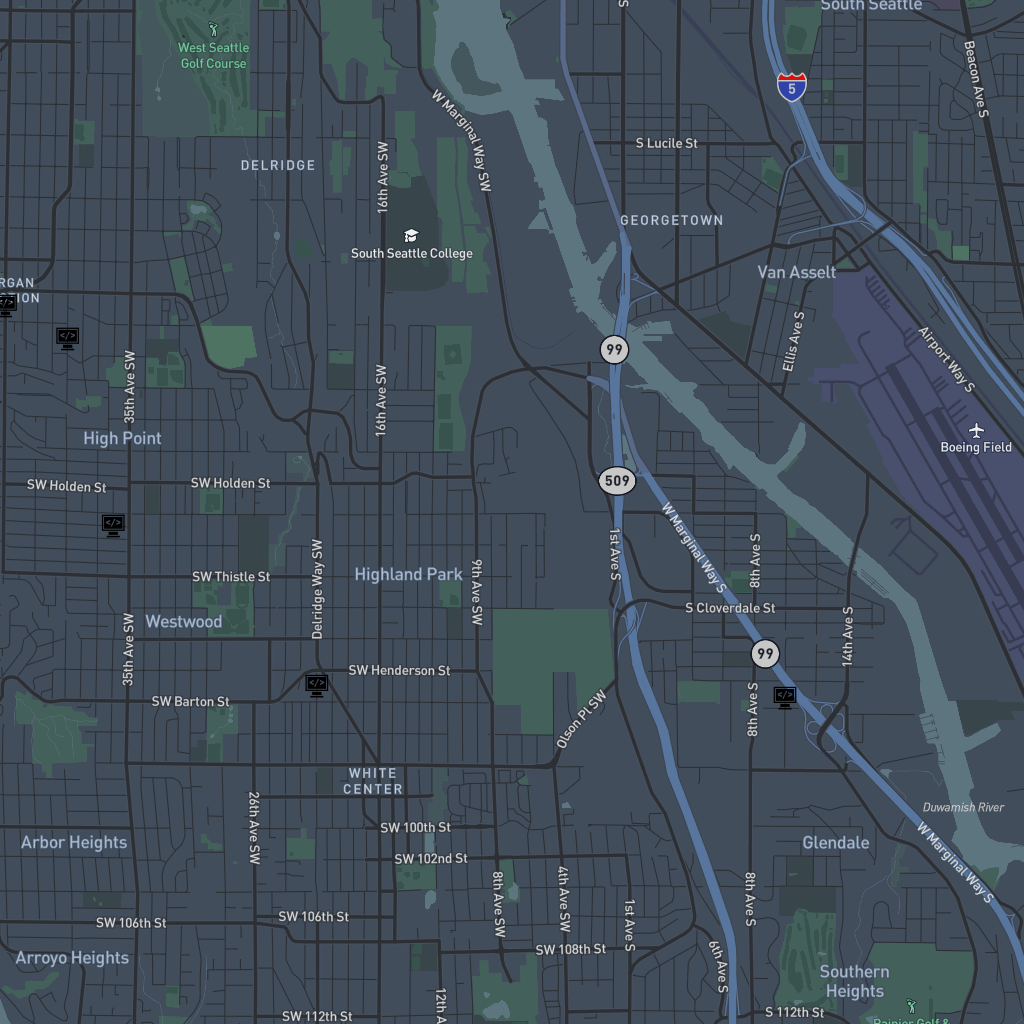 South Seattle
S
West Seattle
Golf Course
5
Beacon Ave S
W Marginal Way SW
S Lucile St
DELRIDGE
16th Ave SW
GEORGETOWN
South Seattle College
Van Asselt
RGAN
TION
</>
</>
99
Ellis Ave S
Airport Way S
35th Ave SW
16th Ave SW
Boeing Field
High Point
SW Holden St
SW Holden St
509
</>
W Marginal Way S
1st Ave S
8th Ave S
Delridge Way SW
SW Thistle St
Highland Park
9th Ave SW
S Cloverdale St
Westwood
35th Ave SW
14th Ave S
99
SW Henderson St
</>
</>
SW Barton St
Olson Pl SW
8th Ave S
WHITE
CENTER
Duwamish River
26th Ave SW
SW 100th St
Arbor Heights
Glendale
W Marginal Way S
SW 102nd St
8th Ave SW
4th Ave SW
1st Ave S
8th Ave S
SW 106th St
SW 106th St
Arroyo Heights
SW 108th St
6th Ave S
Southern
Heights
12th A
SW 112th St
S 112th St
Rainier Golf &